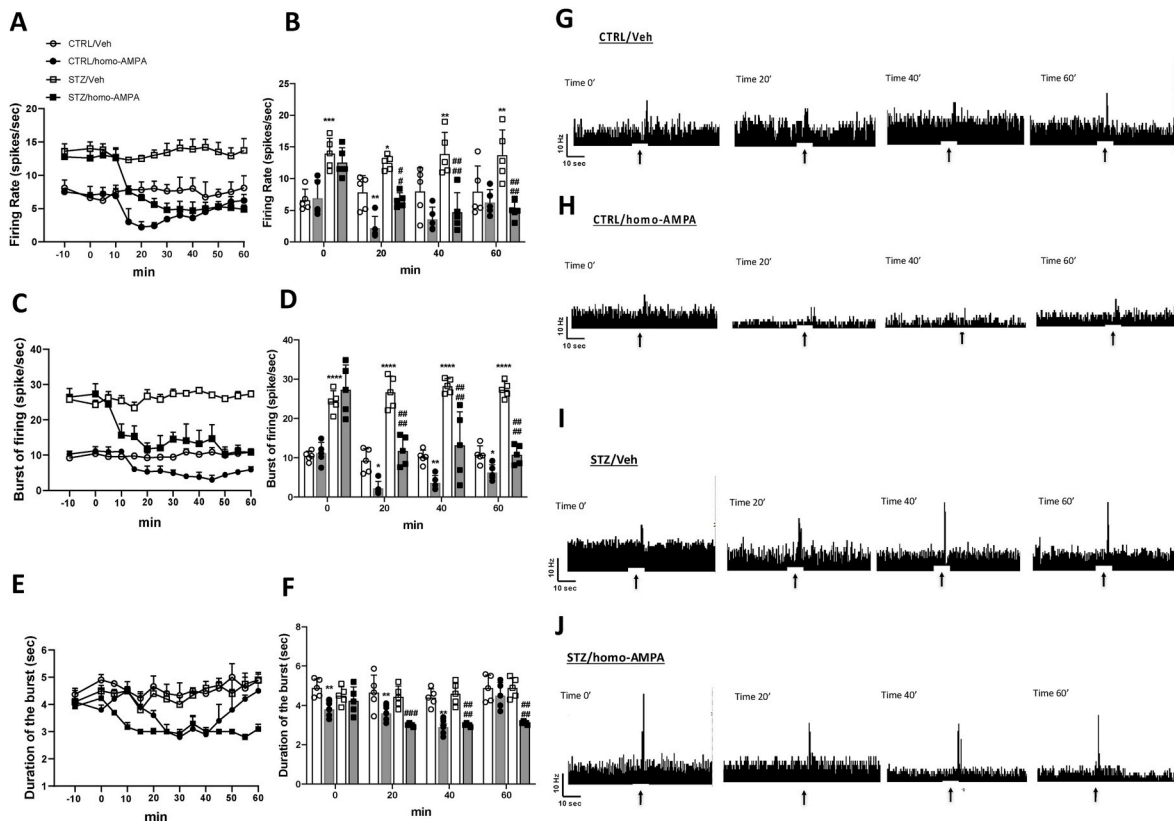 A
CTRL/Veh
CTRL/homo-AMPA
STZ/Veh
STZ/homo-AMPA
Firing Rate (spikes/sec)
20
15
10
5
0
-10 0 10 20 30 40 50 60
min
B
Firing Rate (spikes/sec)
25
20
15
10
5
0
***
**
*
#
#
**
##
##
**
##
##
0 20 40 60
min
C
Burst of firing (spike/sec)
40
30
20
10
0
-10 0 10 20 30 40 50 60
min
D
Burst of firing (spike/sec)
40
30
20
10
0
****
*
****
##
##
**
****
##
##
*
****
##
##
0 20 40 60
min
E
Duration of the burst (sec)
6
5
4
3
2
1
-10 0 10 20 30 40 50 60
min
F
Duration of the burst (sec)
8
6
4
2
0
**
**
###
**
##
##
##
##
0 20 40 60
min
G
CTRL/Veh
Time 0’ Time 20’ Time 40’ Time 60’
10 Hz
10 sec
H
CTRL/homo-AMPA
Time 0’ Time 20’ Time 40’ Time 60’
10 Hz
10 sec
I
STZ/Veh
Time 0’ Time 20’ Time 40’ Time 60’
10 Hz
10 sec
J
STZ/homo-AMPA
Time 0’ Time 20’ Time 40’ Time 60’
10 Hz
10 sec